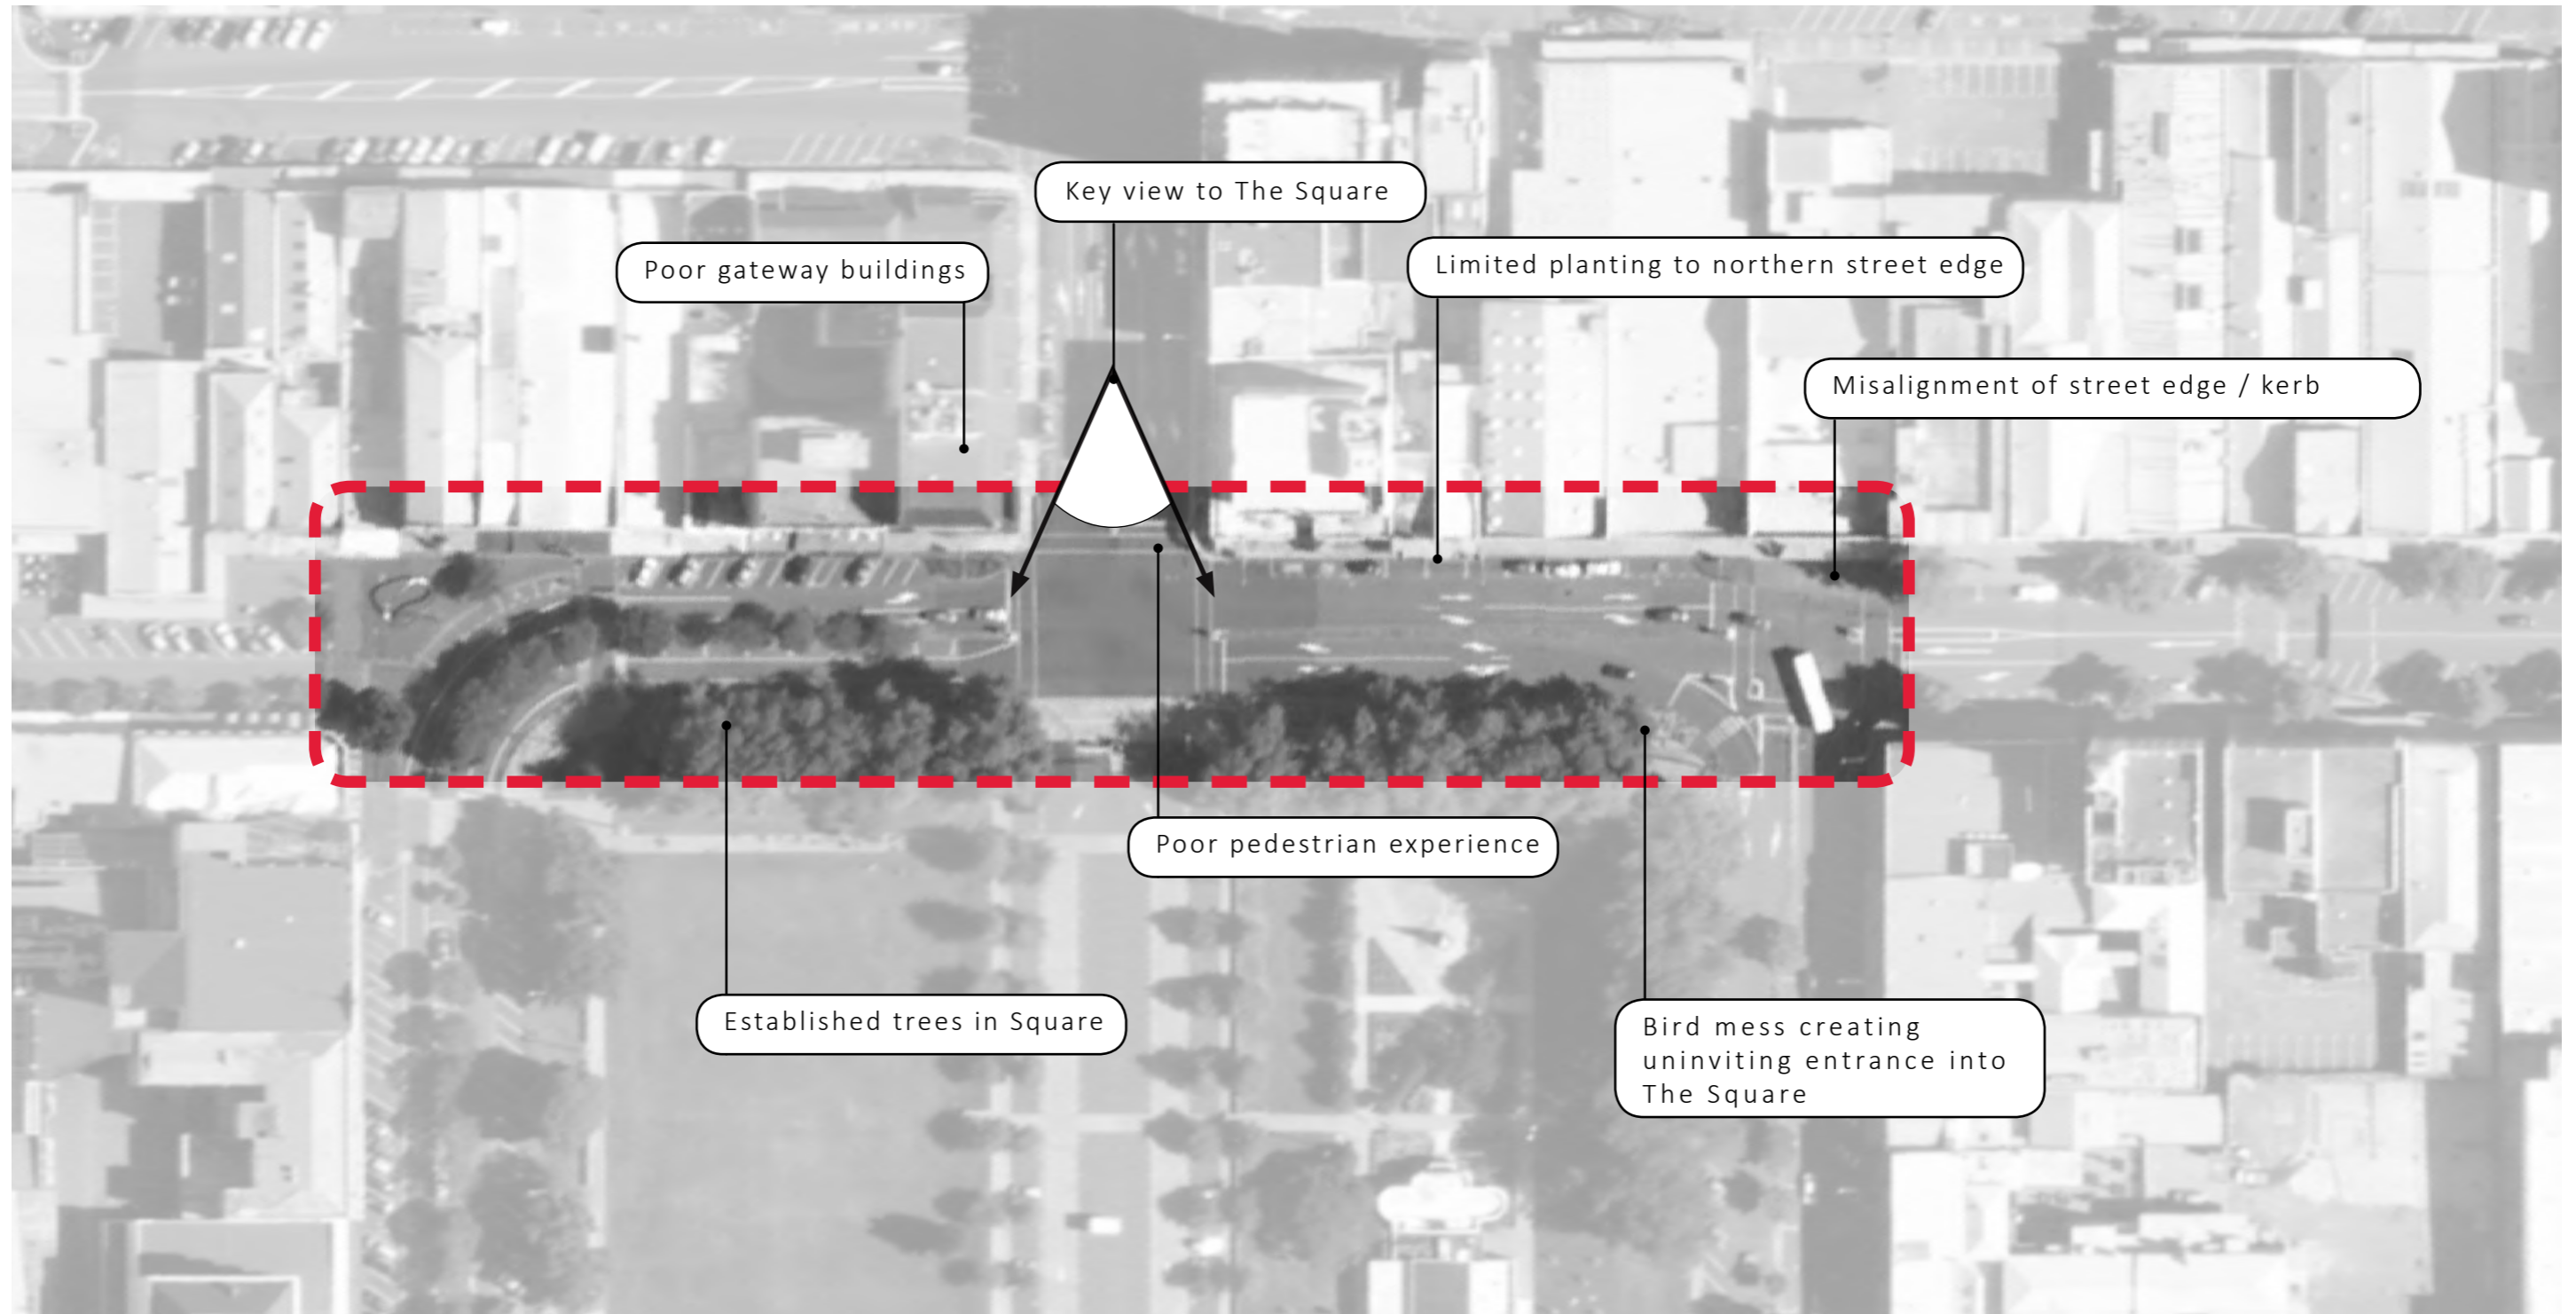 Key view to The Square
Poor gateway buildings
Limited planting to northern street edge
Misalignment of street edge / kerb
Poor pedestrian experience
Established trees in Square
Bird mess creating
uninviting entrance into
The Square